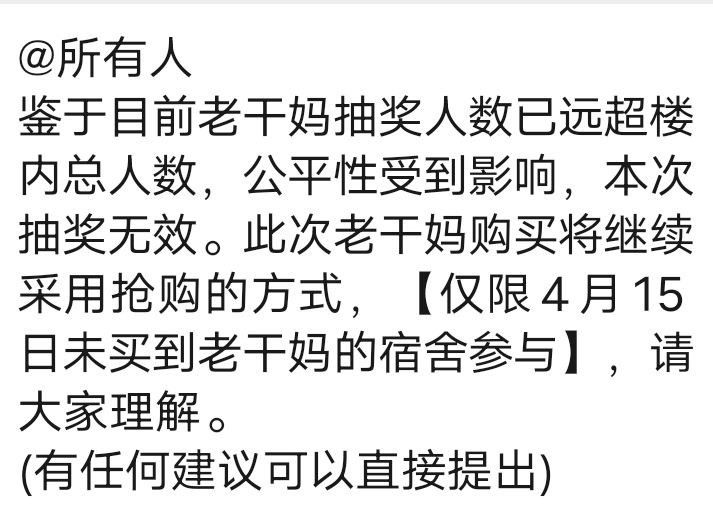 @所有人
鉴于目前老干妈抽奖人数已远超楼
内总人数，公平性受到影响，本次
抽奖无效。此次老干妈购买将继续
采用抢购的方式，【仅限4月15
日未买到老干妈的宿舍参与】，请
大家理解。
(有任何建议可以直接提出)